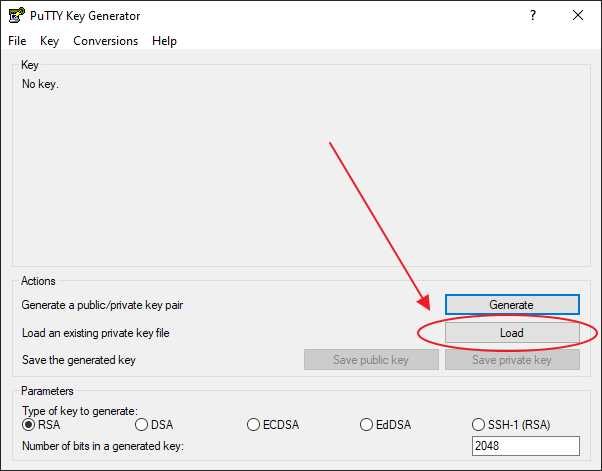 PuTTY Key Generator ?
File Key Conversions Help
Key
No key.
Actions
Generate a public/private key pair Generate
Load an existing private key file Load
Save the generated key Save public key Save private key
Parameters
Type of key to generate:
RSA DSA ECDSA EdDSA SSH-1 (RSA)
Number of bits in a generated key: 2048